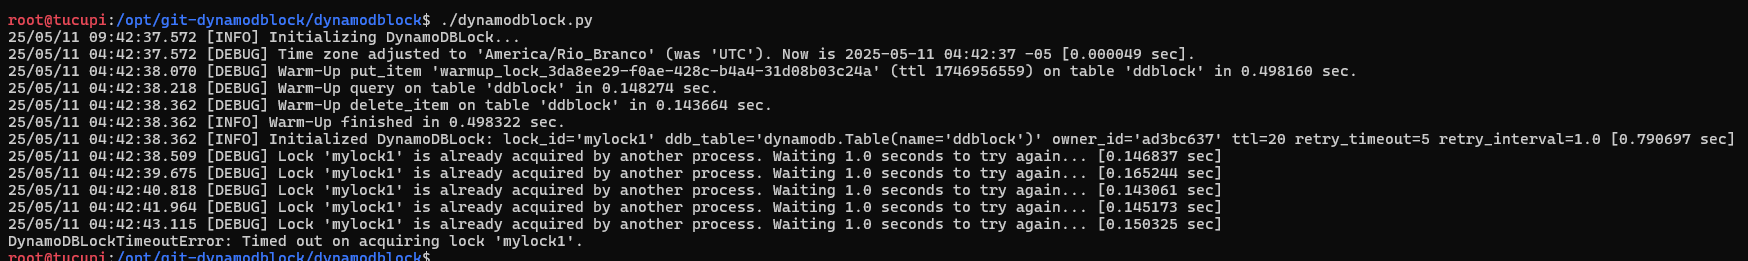 root@tucupi:/opt/git-dynamodblock/dynamodblock$ ./dynamodblock.py
25/05/11 09:42:37.572 [INFO] Initializing DynamoDBLock...
25/05/11 04:42:37.572 [DEBUG] Time zone adjusted to 'America/Rio_Branco' (was 'UTC'). Now is 2025-05-11 04:42:37 -05 [0.000049 sec].
25/05/11 04:42:38.070 [DEBUG] Warm-Up put_item 'warmup_lock_3da8ee29-f0ae-428c-b4a4-31d08b03c24a' (ttl 1746956559) on table 'ddblock' in 0.498160 sec.
25/05/11 04:42:38.218 [DEBUG] Warm-Up query on table 'ddblock' in 0.148274 sec.
25/05/11 04:42:38.362 [DEBUG] Warm-Up delete_item on table 'ddblock' in 0.143664 sec.
25/05/11 04:42:38.362 [INFO] Warm-Up finished in 0.498322 sec.
25/05/11 04:42:38.362 [INFO] Initialized DynamoDBLock: lock_id='mylock1' ddb_table='dynamodb.Table(name='ddblock')' owner_id='ad3bc637' ttl=20 retry_timeout=5 retry_interval=1.0 [0.790697 sec]
25/05/11 04:42:38.509 [DEBUG] Lock 'mylock1' is already acquired by another process. Waiting 1.0 seconds to try again... [0.146837 sec]
25/05/11 04:42:39.675 [DEBUG] Lock 'mylock1' is already acquired by another process. Waiting 1.0 seconds to try again... [0.165244 sec]
25/05/11 04:42:40.818 [DEBUG] Lock 'mylock1' is already acquired by another process. Waiting 1.0 seconds to try again... [0.143061 sec]
25/05/11 04:42:41.964 [DEBUG] Lock 'mylock1' is already acquired by another process. Waiting 1.0 seconds to try again... [0.145173 sec]
25/05/11 04:42:43.115 [DEBUG] Lock 'mylock1' is already acquired by another process. Waiting 1.0 seconds to try again... [0.150325 sec]
DynamoDBLockTimeoutError: Timed out on acquiring lock 'mylock1'.
root@tucupi:/opt/git-dynamodblock/dynamodblock$